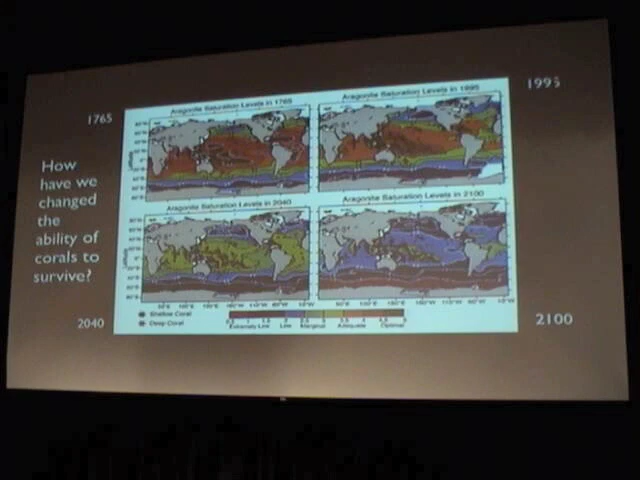 1765
1995
How
have we
changed
the
ability of
corals to
survive?
2040
2100
Aragonite Saturation Levels in 1765
Aragonite Saturation Levels in 1995
Aragonite Saturation Levels in 2040
Aragonite Saturation Levels in 2100
Latitude
Latitude
Shallow Coral
Deep Coral
Extremely Low Low Marginal Adequate Optimal